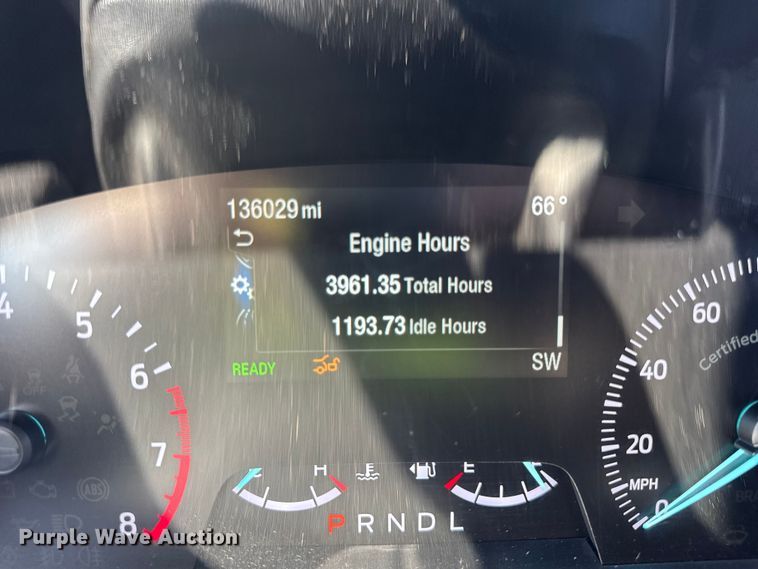 136029 mi
66°
Engine Hours
3961.35 Total Hours
1193.73 Idle Hours
READY
SW
4
5
6
7
8
60
40
20
MPH
0
Certified
H
E
ABS
PRNDL
Purple Wave Auction®